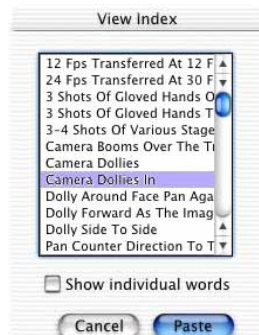 View Index
12 Fps Transferred At 12 F
24 Fps Transferred At 30 F
3 Shots Of Gloved Hands O
3 Shots Of Gloved Hands T
3-4 Shots Of Various Stage
Camera Booms Over The Tr
Camera Dollies
Camera Dollies In
Dolly Around Face Pan Aga
Dolly Forward As The Imag
Dolly Side To Side
Pan Counter Direction To T
Show individual words
Cancel Paste